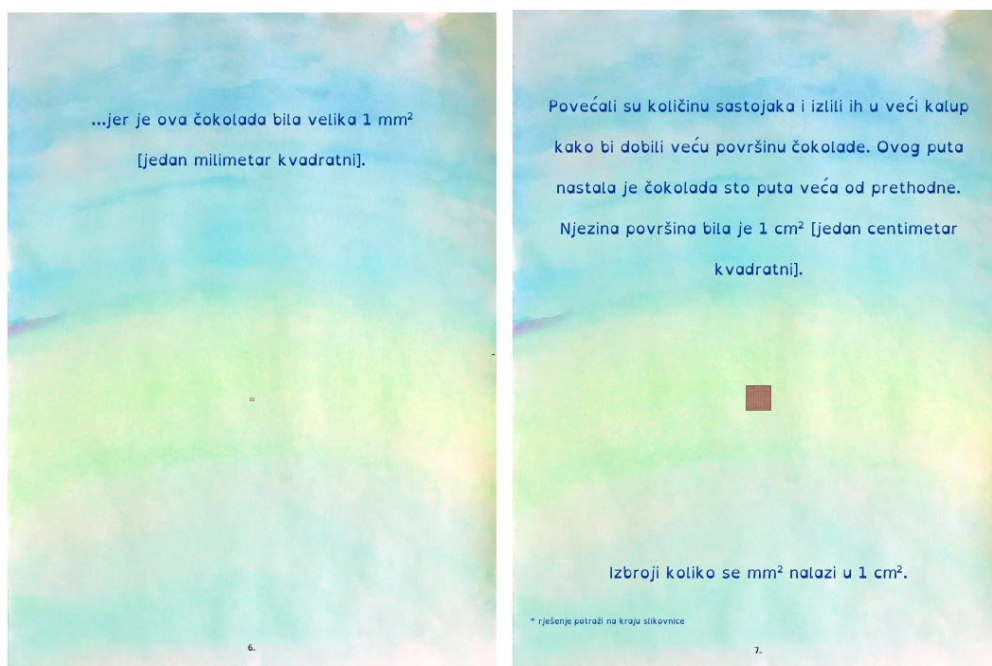 ...jer je ova čokolada bila velika 1 mm²
[jedan milimetar kvadratni].
6.
Povećali su količinu sastojaka i izlili ih u veći kalup
kako bi dobili veću površinu čokolade. Ovog puta
nastala je čokolada sto puta veća od prethodne.
Njezina površina bila je 1 cm² [jedan centimetar
kvadratni].
Izbroji koliko se mm² nalazi u 1 cm².
* rješenje potraži na kraju slikovnice
7.